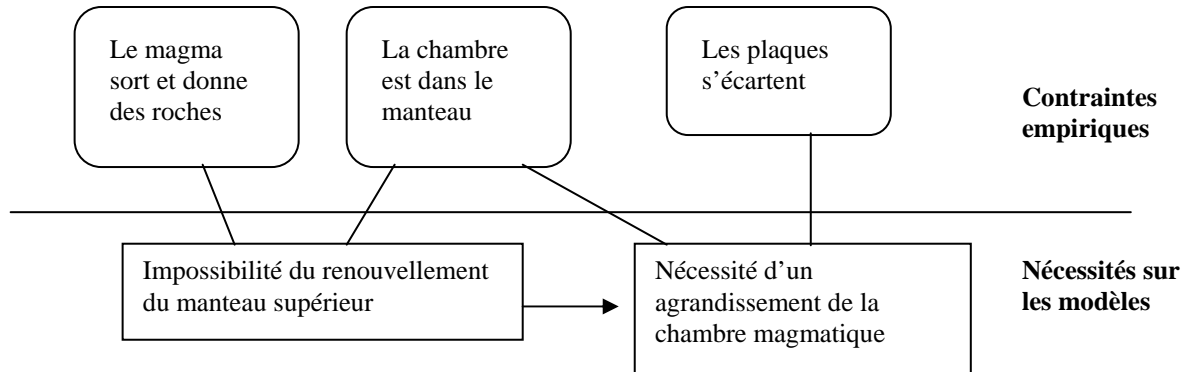 Le magma
sort et donne
des roches
La chambre
est dans le
manteau
Les plaques
s’écartent
Contraintes
empiriques
Impossibilité du renouvellement
du manteau supérieur
Nécessité d’un
agrandissement de la
chambre magmatique
Nécessités sur
les modèles